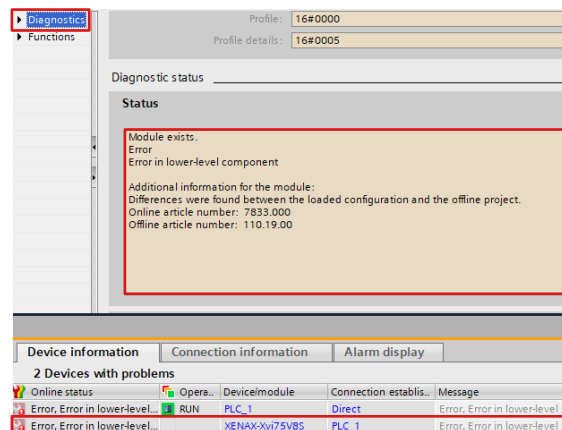 Diagnostics
Functions
Profile: 16#0000
Profile details: 16#0005
Diagnostic status
Status
Module exists.
Error
Error in lower-level component
Additional information for the module:
Differences were found between the loaded configuration and the offline project.
Online article number: 7833.000
Offline article number: 110.19.00
Device information Connection information Alarm display
2 Devices with problems
Online status Opera.. Device/module Connection establis.. Message
Error, Error in lower-level... RUN PLC_1 Direct Error, Error in lower-level
Error, Error in lower-level... XENAX-Xvi75V8S PLC_1 Error, Error in lower-level